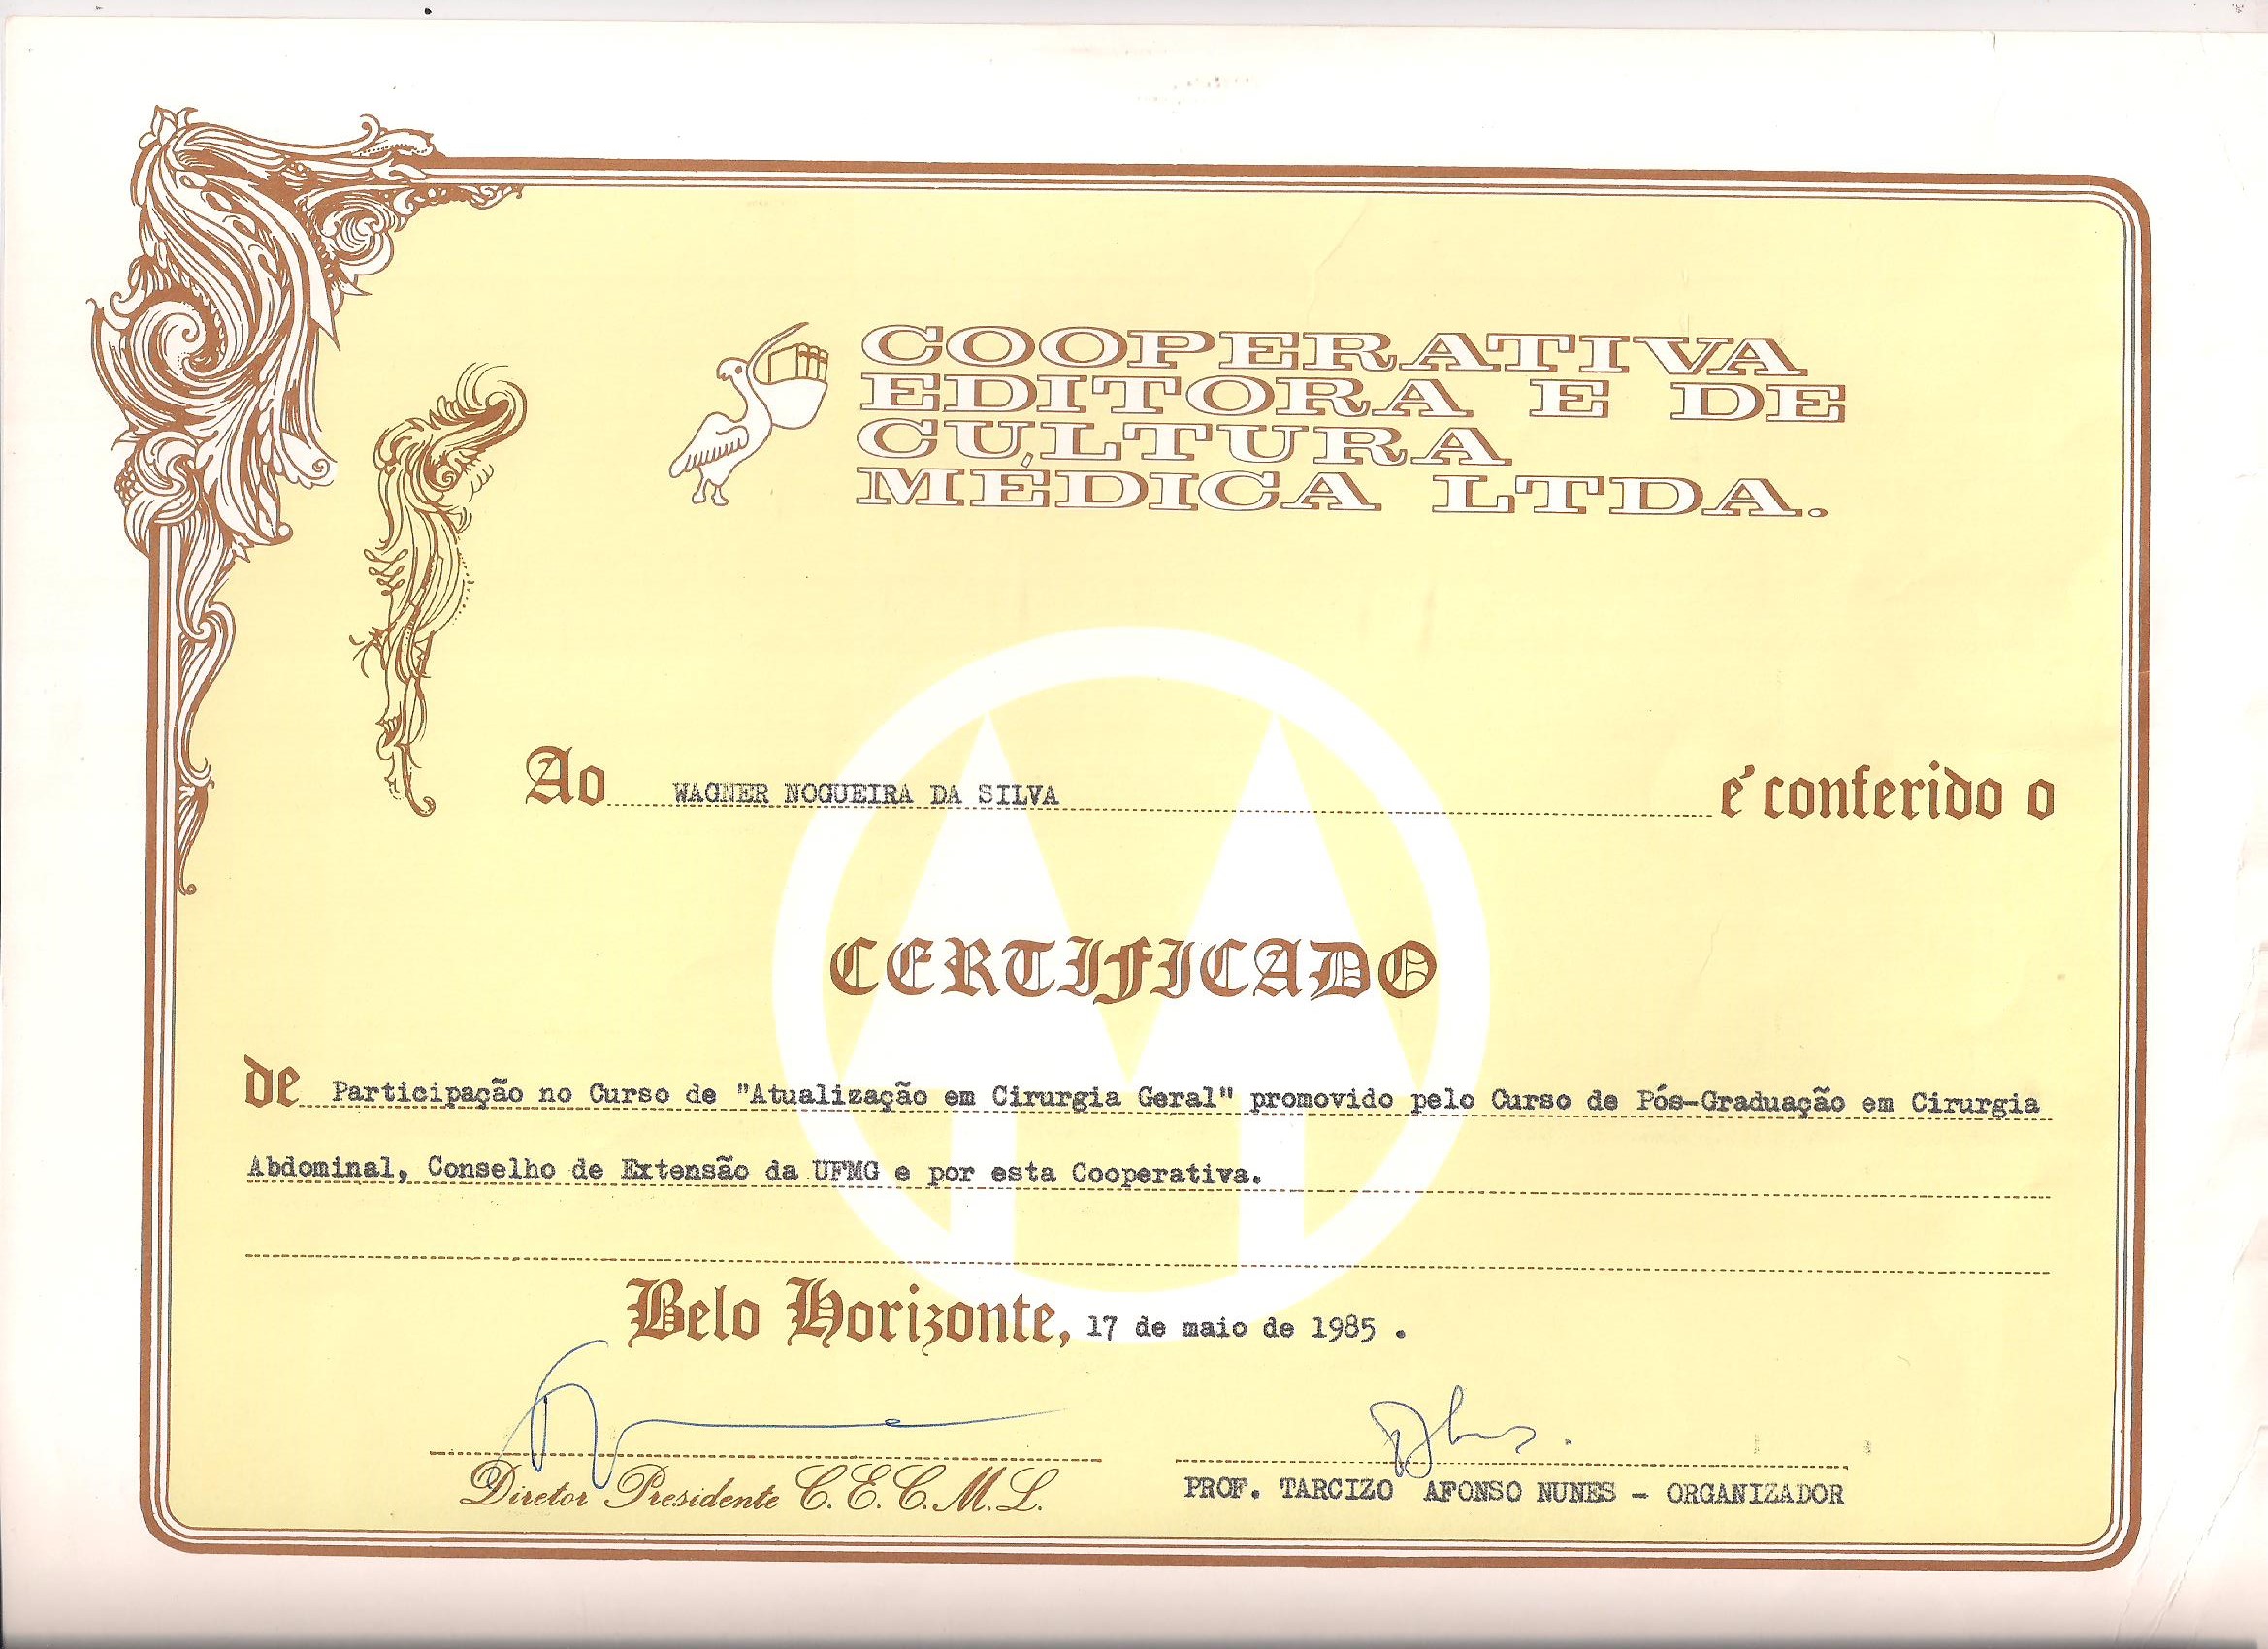 COOPERATIVA
EDITORA E DE
CULTURA
MÉDICA LTDA.
Ao WAGNER NOGUEIRA DA SILVA é conferido o
CERTIFICADO
de Participação no Curso de "Atualização em Cirurgia Geral" promovido pelo Curso de Pós-Graduação em Cirurgia
Abdominal, Conselho de Extensão da UFMG e por esta Cooperativa.
Belo Horizonte, 17 de maio de 1985 .
Diretor Presidente C. E. C. M. L.
PROF. TARCIZO AFONSO NUNES - ORGANIZADOR